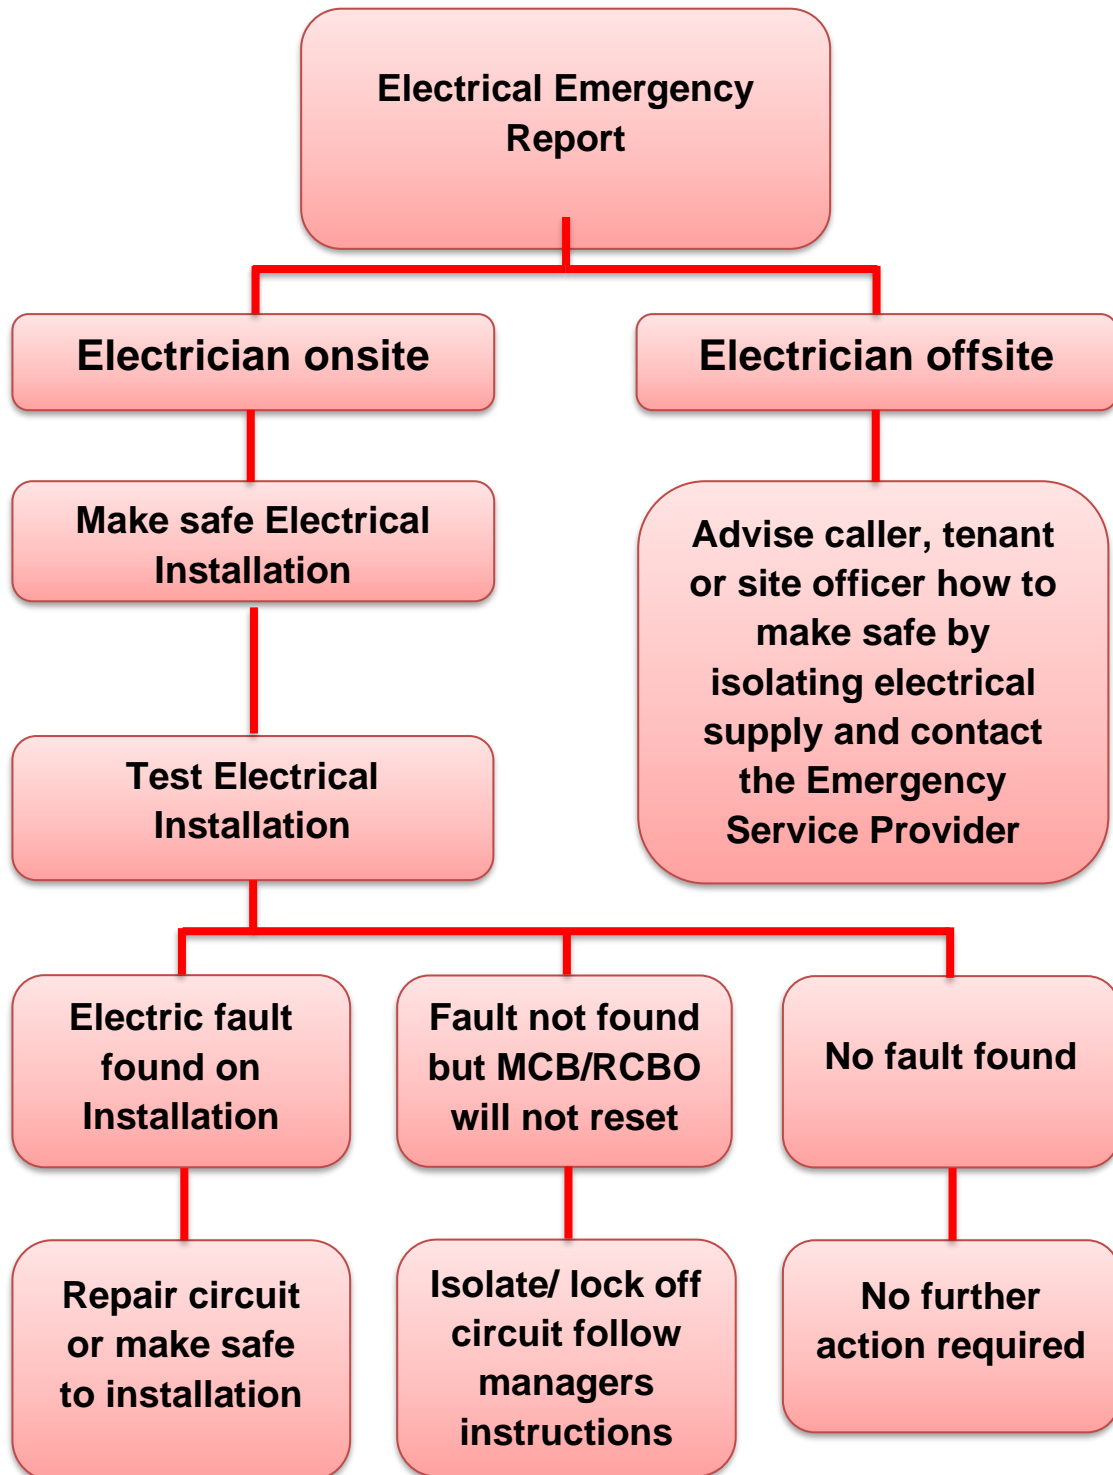 Electrical Emergency
Report
Electrician onsite
Electrician offsite
Make safe Electrical
Installation
Advise caller, tenant
or site officer how to
make safe by
isolating electrical
supply and contact
the Emergency
Service Provider
Test Electrical
Installation
Electric fault
found on
Installation
Fault not found
but MCB/RCBO
will not reset
No fault found
Repair circuit
or make safe
to installation
Isolate/ lock off
circuit follow
managers
instructions
No further
action required